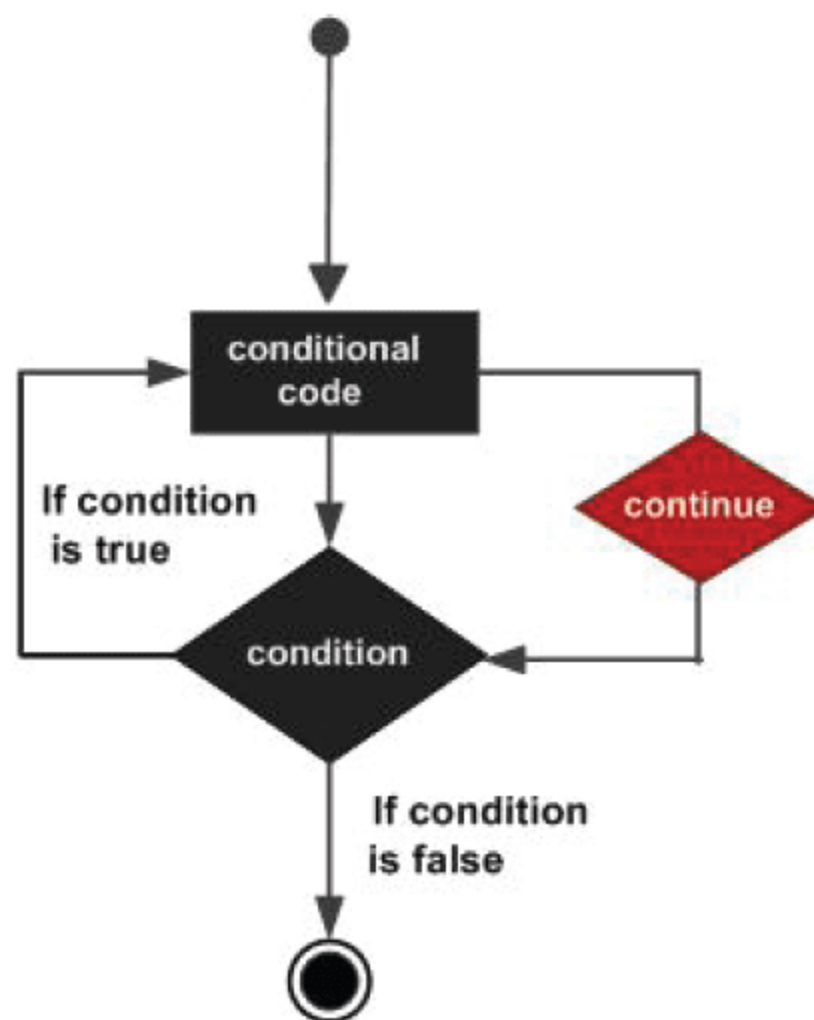 conditional
code
If condition
is true
continue
condition
If condition
is false